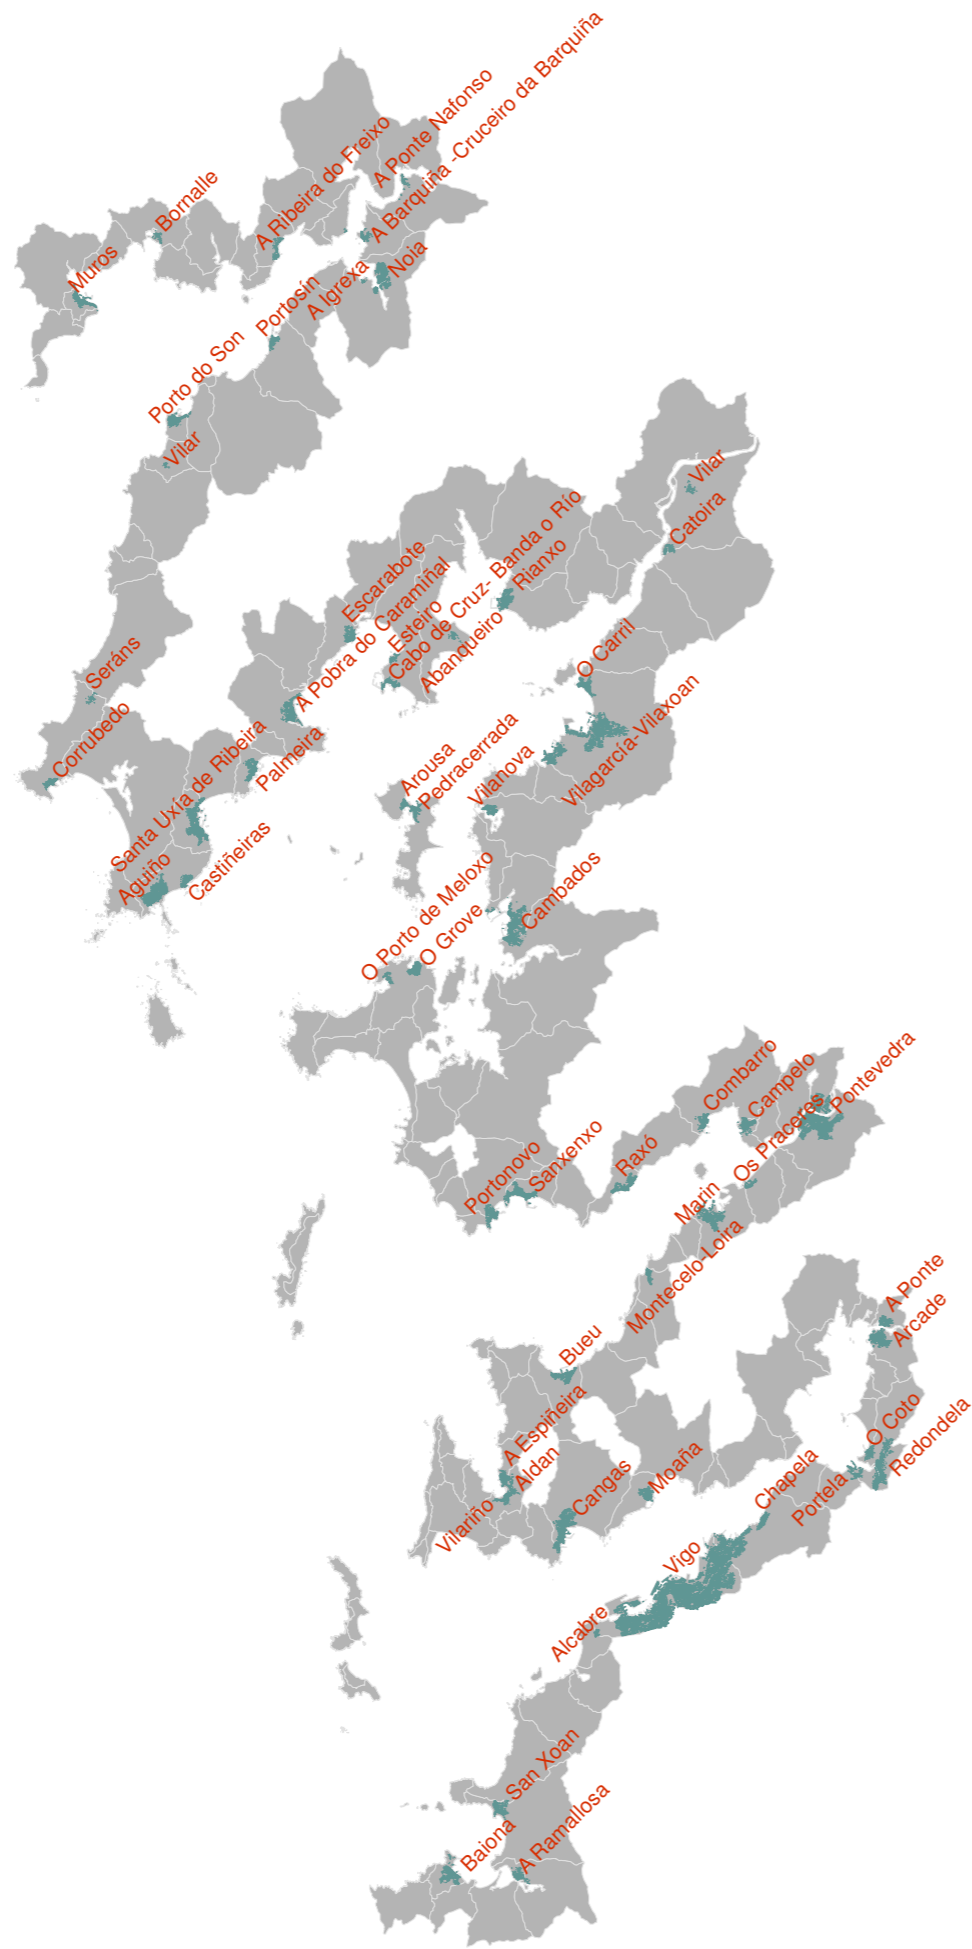 A Barquiña -Cruceiro da Barquiña
A Ponte Nafonso
A Ribeira do Freixo
Bornalle
Muros
Noia
A Igrexa
Portosín
Porto do Son
Vilar
Vilar
Catoira
Cabo de Cruz- Banda o Río
Rianxo
Escarabote
A Pobra do Caramiñal
Esteiro
Abanqueiro
O Carril
Seráns
Corrubedo
Vilagarcía-Vilaxoan
Santa Uxía de Ribeira
Palmeira
Arousa
Pedracerrada
Vilanova
Aguiño
Castiñeiras
O Porto de Meloxo
O Grove
Cambados
Combarro
Campelo
Pontevedra
Os Praceres
Raxó
Sanxenxo
Portonovo
Marin
Montecelo-Loira
A Ponte
Arcade
Bueu
A Espiñeira
Aldan
Vilariño
Cangas
Moaña
O Coto
Redondela
Chapela
Portela
Vigo
Alcabre
San Xoan
A Ramallosa
Baiona